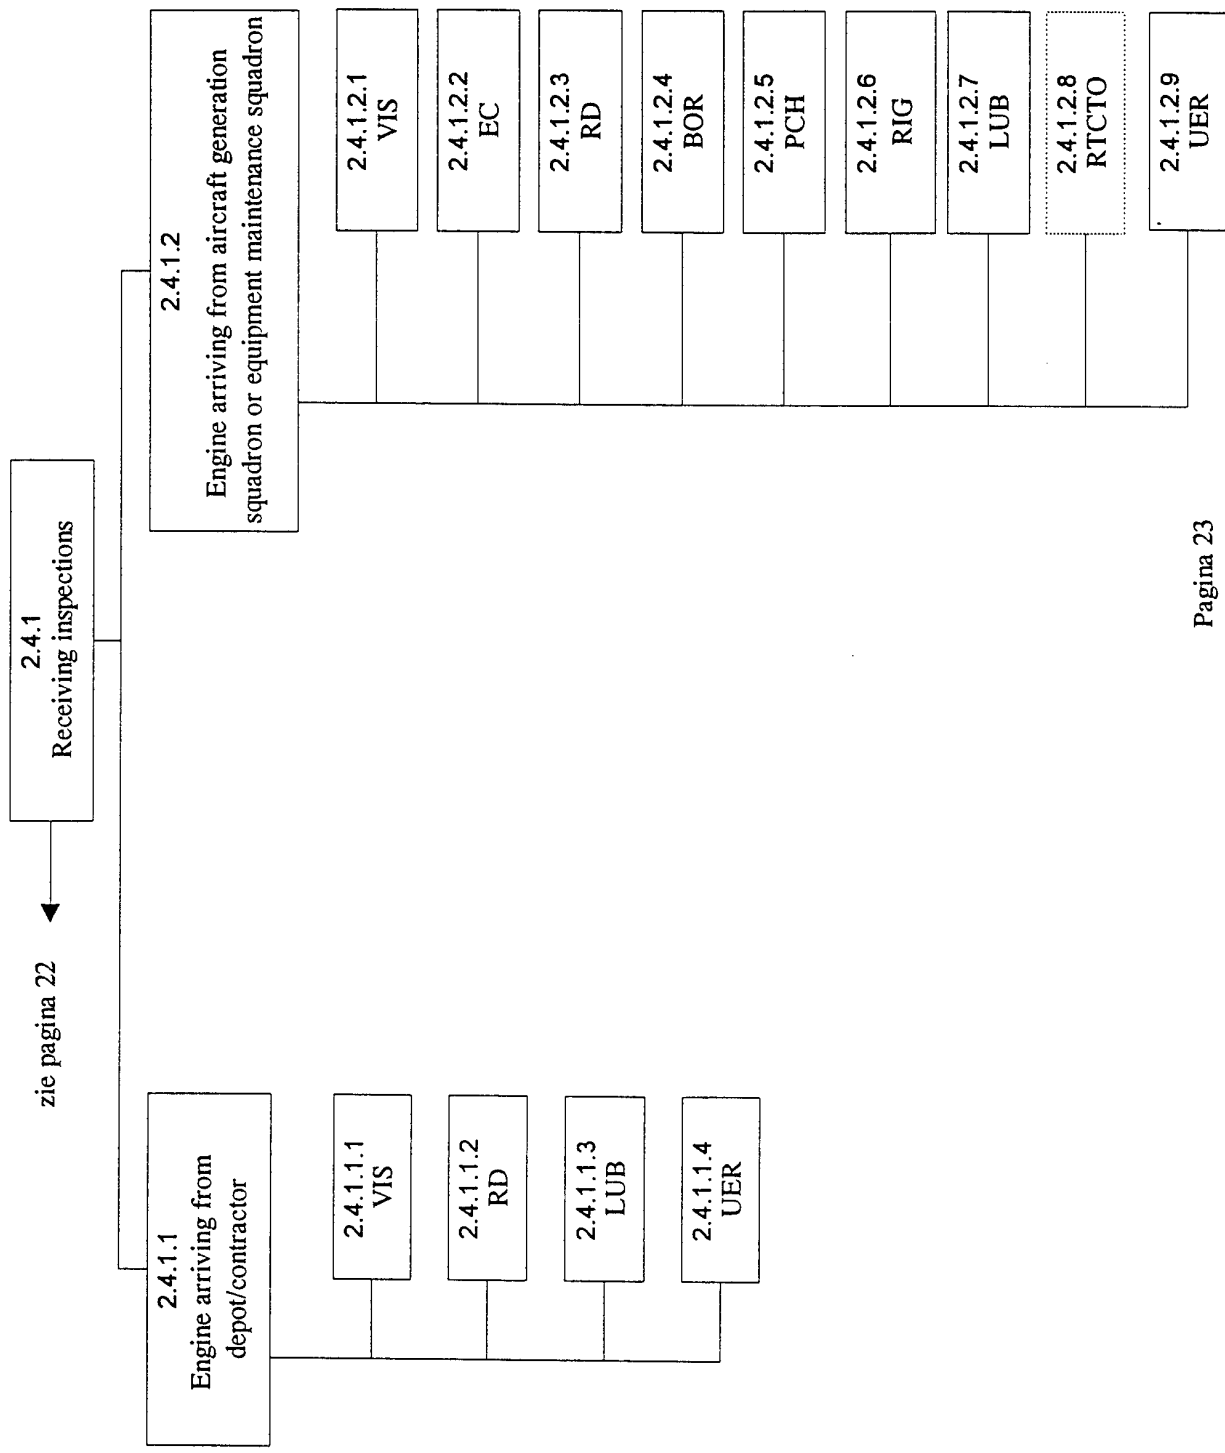 zie pagina 22
2.4.1
Receiving inspections
2.4.1.1
Engine arriving from
depot/contractor
2.4.1.1.1
VIS
2.4.1.1.2
RD
2.4.1.1.3
LUB
2.4.1.1.4
UER
2.4.1.2
Engine arriving from aircraft generation
squadron or equipment maintenance squadron
2.4.1.2.1
VIS
2.4.1.2.2
EC
2.4.1.2.3
RD
2.4.1.2.4
BOR
2.4.1.2.5
PCH
2.4.1.2.6
RIG
2.4.1.2.7
LUB
2.4.1.2.8
RTCTO
2.4.1.2.9
UER
Pagina 23